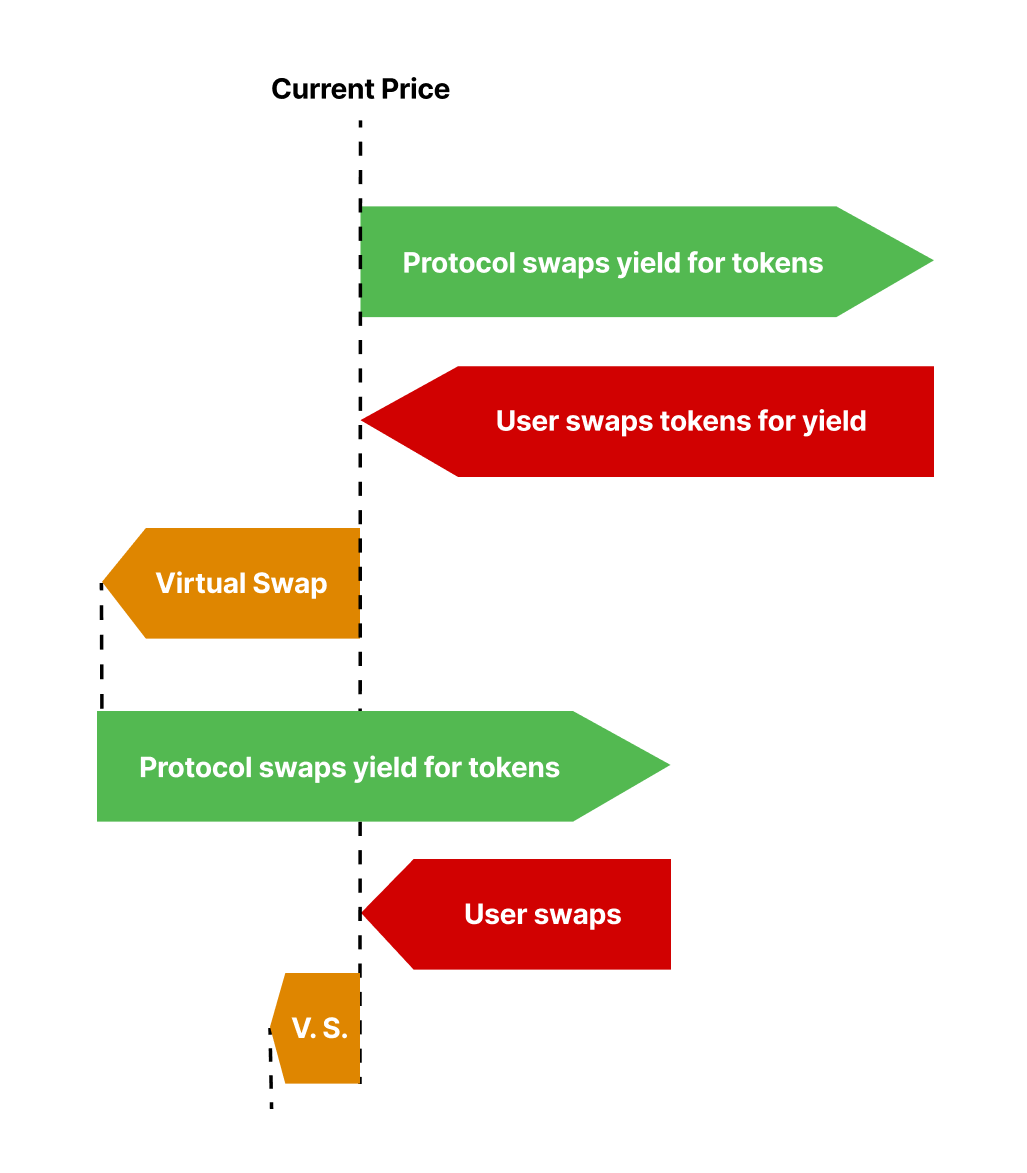 Current Price
Protocol swaps yield for tokens
User swaps tokens for yield
Virtual Swap
Protocol swaps yield for tokens
User swaps
V. S.